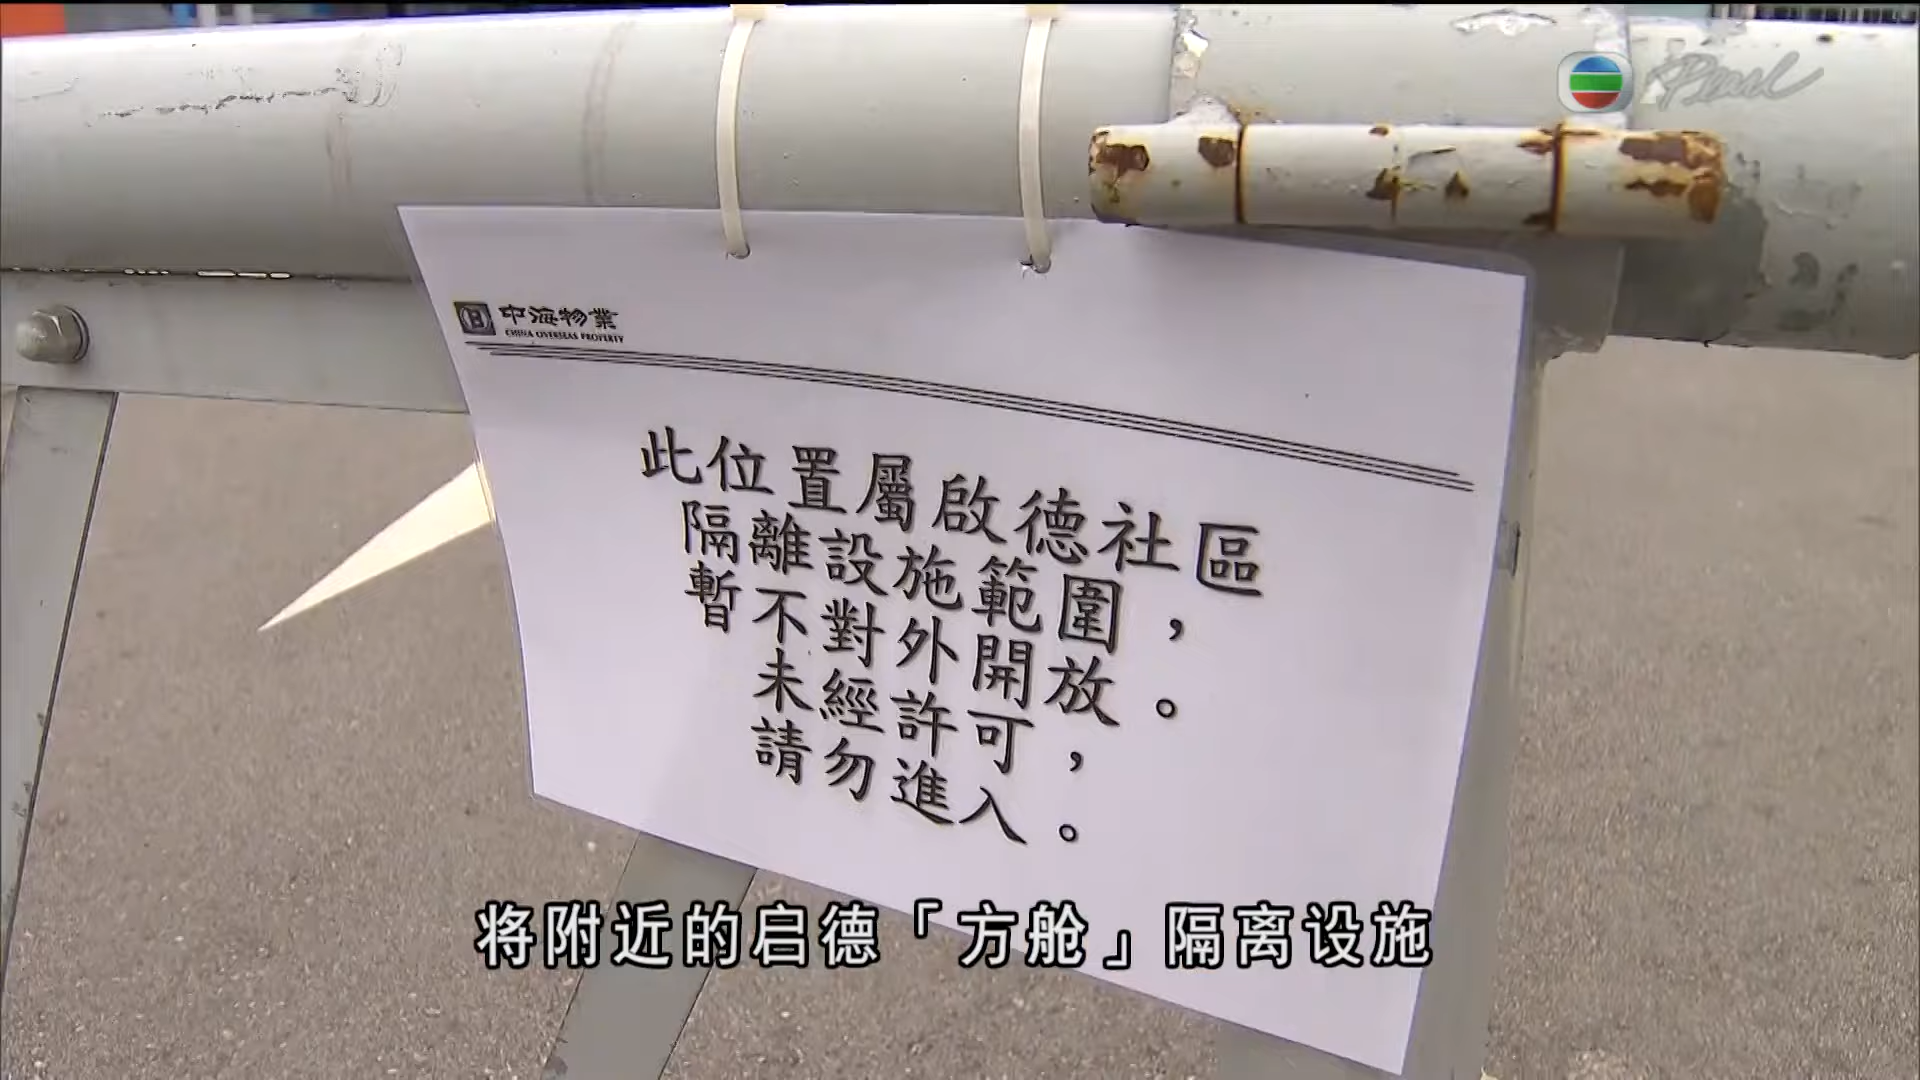 Pearl
中海物業
CHINA OVERSEAS PROPERTY
此位置屬啟德社區
隔離設施範圍，
暫不對外開放。
未經許可，
請勿進入。
将附近的启德「方舱」隔离设施